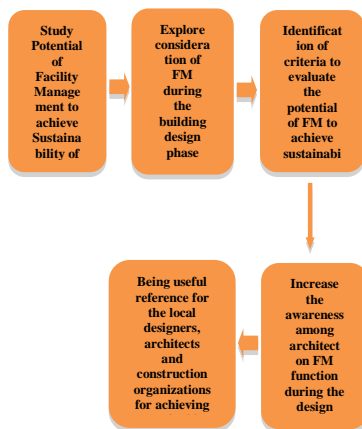 Study
Potential
of
Facility
Manage
ment to
achieve
Sustaina
bility of
Explore
considera
tion of
FM
during
the
building
design
phase
Identificat
ion of
criteria to
evaluate
the
potential
of FM to
achieve
sustainabi
Increase
the
awareness
among
architect
on FM
function
during the
design
Being useful
reference for
the local
designers,
architects
and
construction
organizations
for achieving